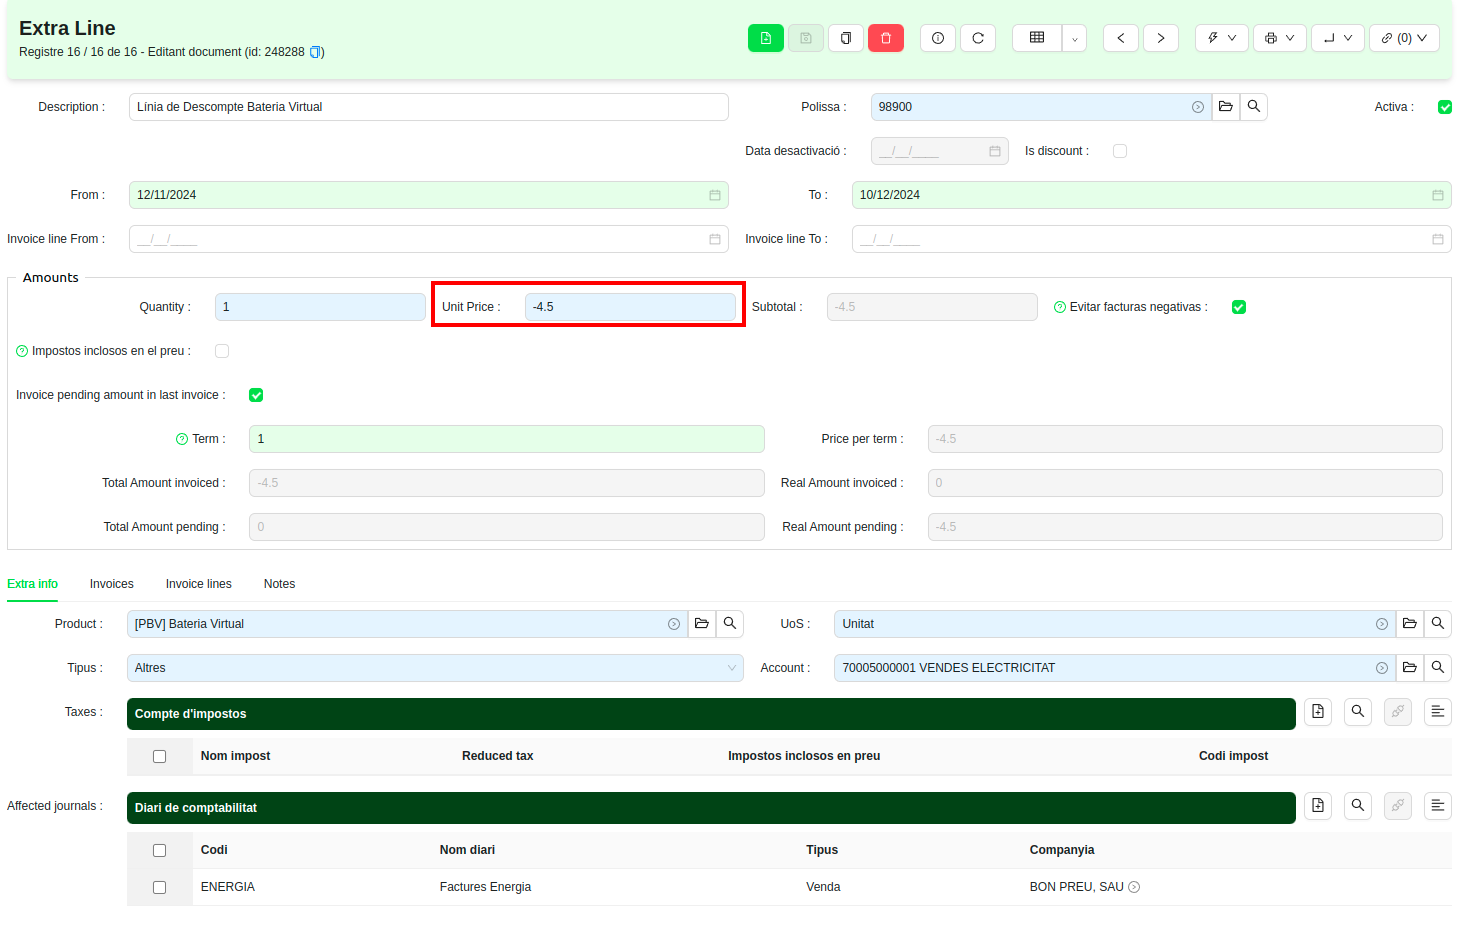 Extra Line
Registre 16 / 16 de 16 - Editant document (id: 248288 )
(0)
Description : Línia de Descompte Bateria Virtual Polissa : 98900 Activa :
Data desactivació : __/__/____ Is discount :
From : 12/11/2024 To : 10/12/2024
Invoice line From : __/__/____ Invoice line To : __/__/____
Amounts
Quantity : 1 Unit Price : -4.5 Subtotal : -4.5 Evitar facturas negativas :
Impostos inclosos en el preu :
Invoice pending amount in last invoice :
Term : 1 Price per term : -4.5
Total Amount invoiced : -4.5 Real Amount invoiced : 0
Total Amount pending : 0 Real Amount pending : -4.5
Extra info Invoices Invoice lines Notes
Product : [PBV] Bateria Virtual UoS : Unitat
Tipus : Altres Account : 70005000001 VENDES ELECTRICITAT
Taxes : Compte d'impostos
Nom impost Reduced tax Impostos inclosos en preu Codi impost
Affected journals : Diari de comptabilitat
Codi Nom diari Tipus Companyia
ENERGIA Factures Energia Venda BON PREU, SAU